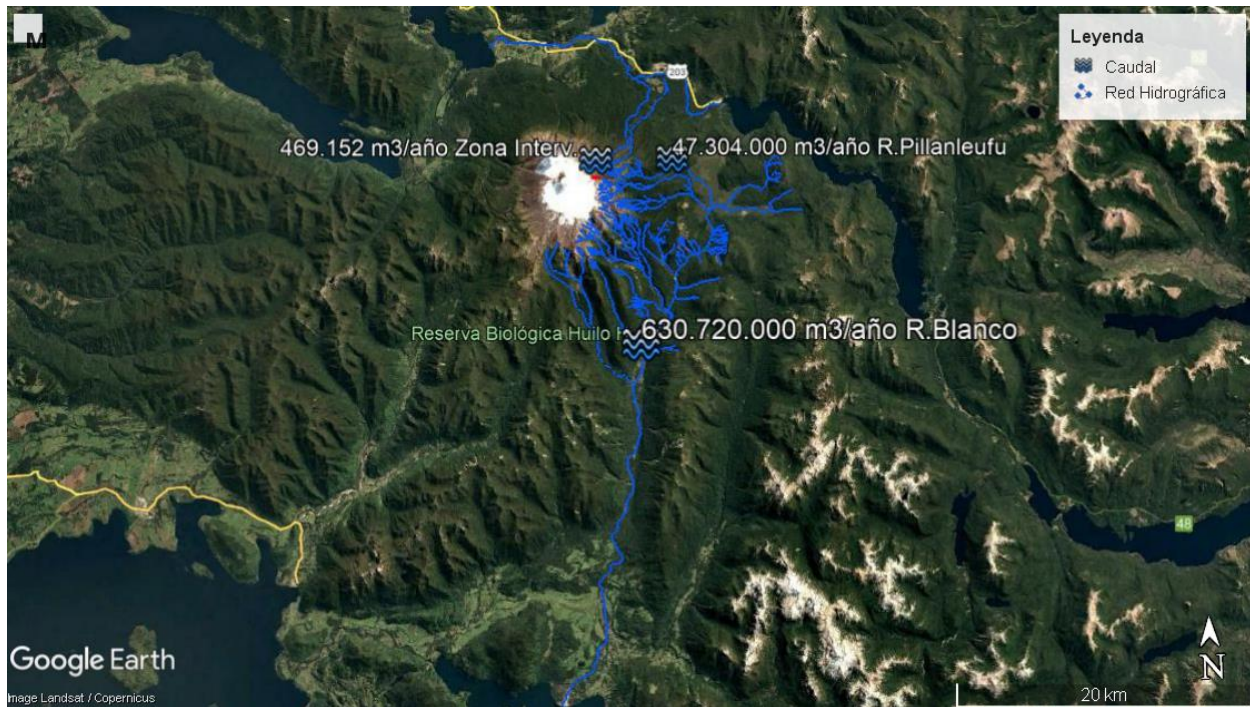 M
Leyenda
Caudal
Red Hidrográfica
203
469.152 m3/año Zona Interv.
47.304.000 m3/año R.Pillanleufu
Reserva Biológica Huilo H
630.720.000 m3/año R.Blanco
48
Google Earth
N
Image Landsat / Copernicus
20 km